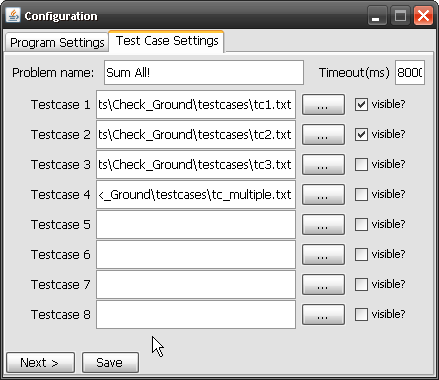 Configuration
Program Settings Test Case Settings
Problem name: Sum All! Timeout(ms) 8000
Testcase 1 ts\Check_Ground\testcases\tc1.txt ... visible?
Testcase 2 ts\Check_Ground\testcases\tc2.txt ... visible?
Testcase 3 ts\Check_Ground\testcases\tc3.txt ... visible?
Testcase 4 <_Ground\testcases\tc_multiple.txt ... visible?
Testcase 5 ... visible?
Testcase 6 ... visible?
Testcase 7 ... visible?
Testcase 8 ... visible?
Next > Save